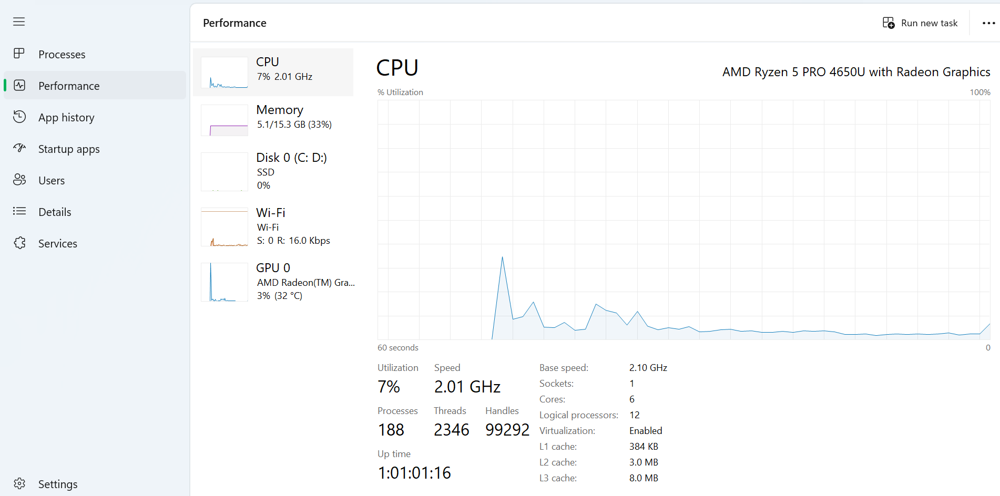 Performance
Run new task
Processes
Performance
App history
Startup apps
Users
Details
Services
Settings
CPU
7% 2.01 GHz
Memory
5.1/15.3 GB (33%)
Disk 0 (C: D:)
SSD
0%
Wi-Fi
Wi-Fi
S: 0 R: 16.0 Kbps
GPU 0
AMD Radeon(TM) Gra...
3% (32 °C)
CPU
AMD Ryzen 5 PRO 4650U with Radeon Graphics
% Utilization
100%
60 seconds
0
Utilization
7%
Speed
2.01 GHz
Processes
188
Threads
2346
Handles
99292
Up time
1:01:01:16
Base speed: 2.10 GHz
Sockets: 1
Cores: 6
Logical processors: 12
Virtualization: Enabled
L1 cache: 384 KB
L2 cache: 3.0 MB
L3 cache: 8.0 MB